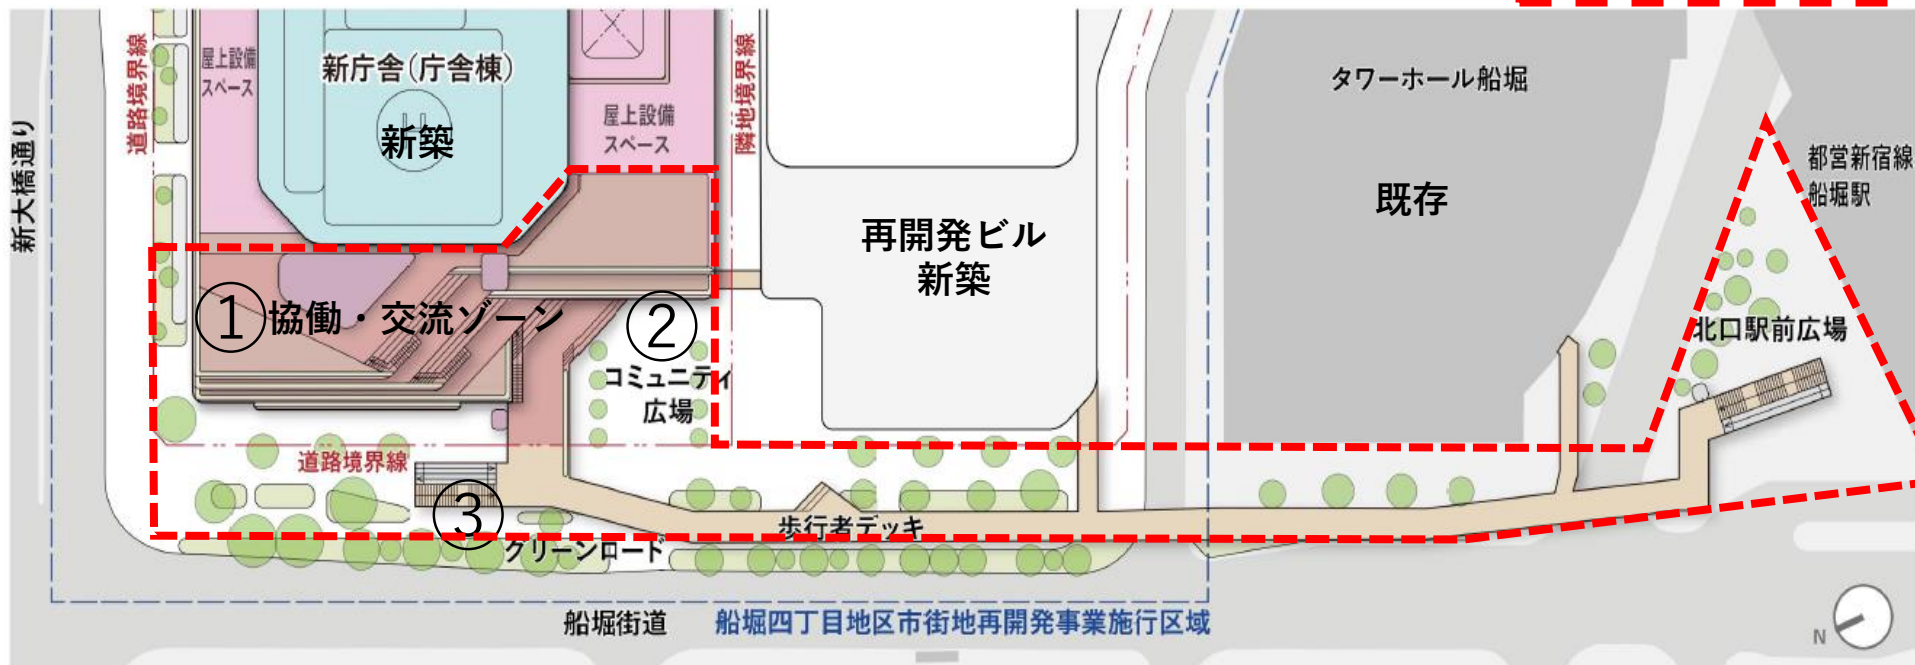 新大橋通り
道路境界線
屋上設備
スペース
新庁舎(庁舎棟)
新築
屋上設備
スペース
隣地境界線
再開発ビル
新築
タワーホール船堀
既存
都営新宿線
船堀駅
北口駅前広場
①協働・交流ゾーン
②
コミュニティ
広場
道路境界線
③
グリーンロード
歩行者デッキ
船堀街道
船堀四丁目地区市街地再開発事業施行区域
N